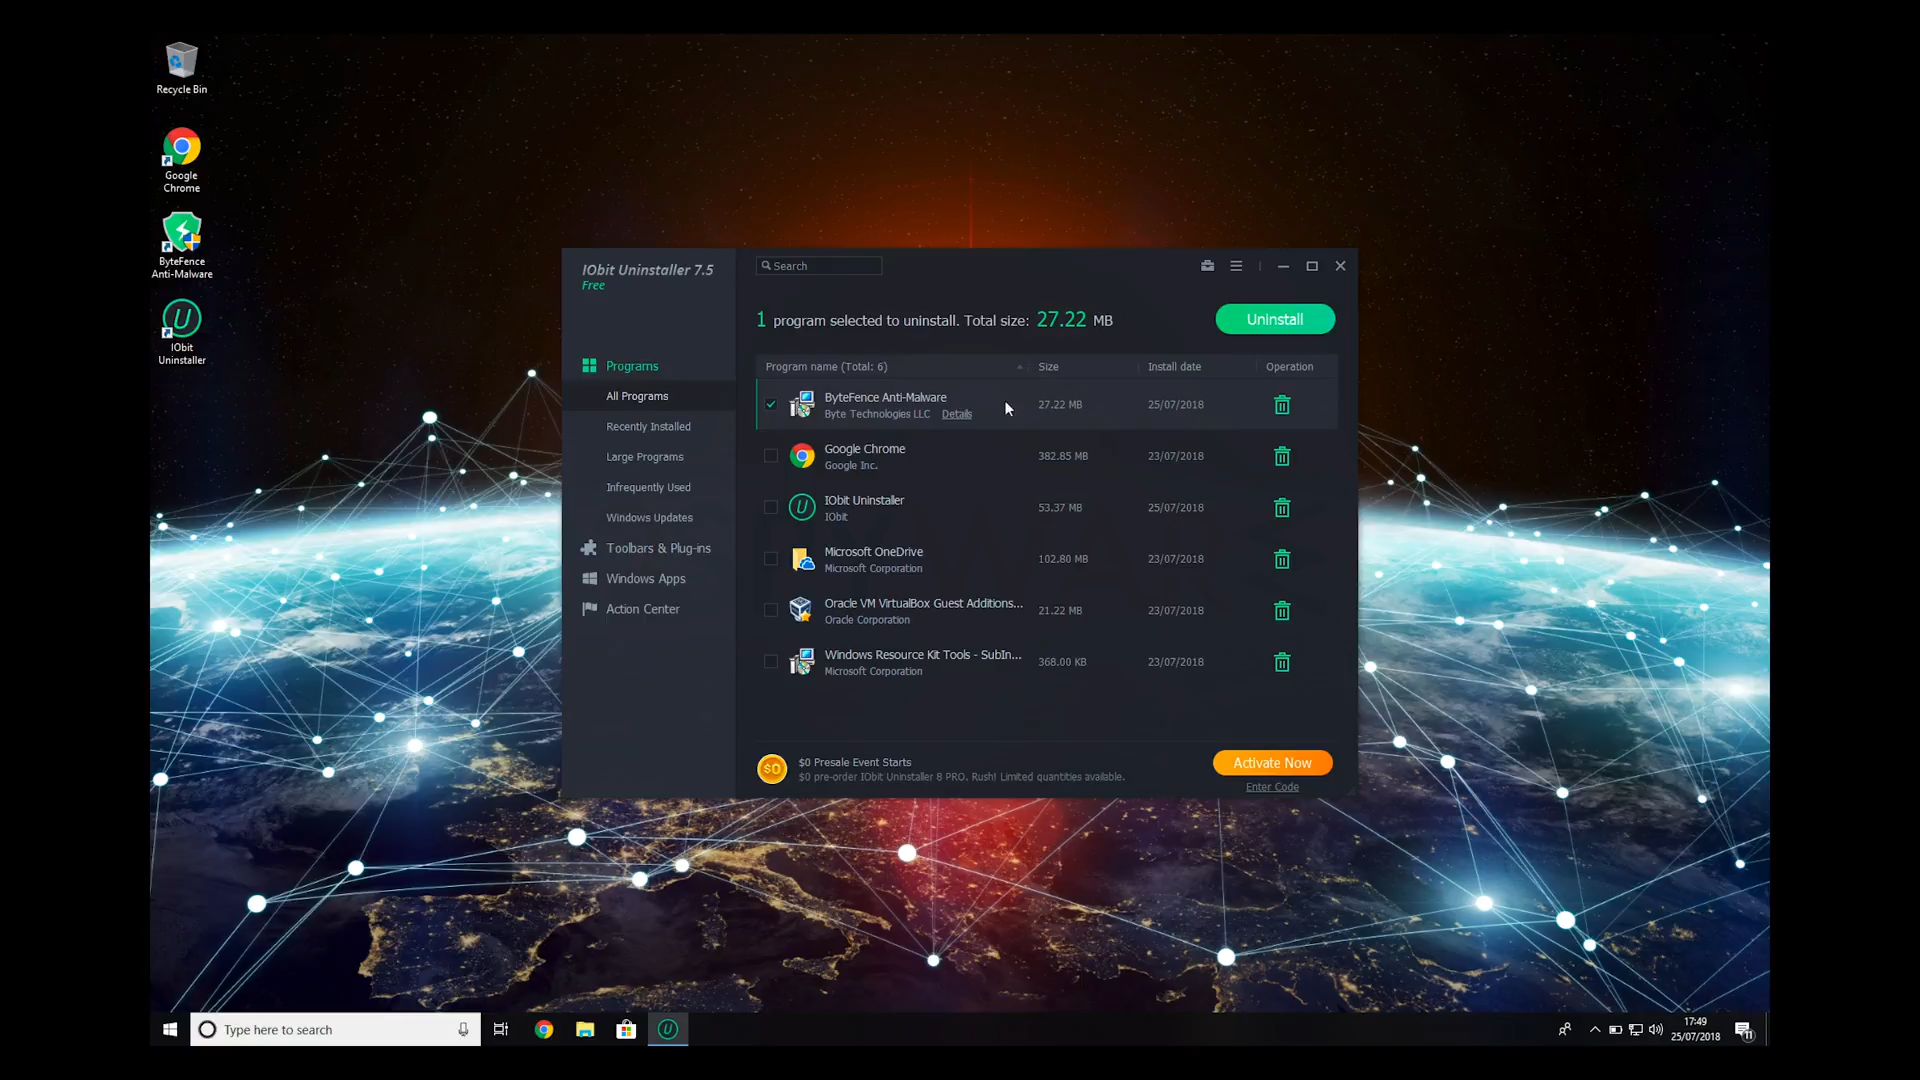 Recycle Bin
Google
Chrome
ByteFence
Anti-Malware
IObit
Uninstaller
IObit Uninstaller 7.5
Free
Search
1 program selected to uninstall. Total size: 27.22 MB
Uninstall
Programs
All Programs
Recently Installed
Large Programs
Infrequently Used
Windows Updates
Toolbars & Plug-ins
Windows Apps
Action Center
Program name (Total: 6) Size Install date Operation
ByteFence Anti-Malware
Byte Technologies LLC Details
27.22 MB 25/07/2018
Google Chrome
Google Inc.
382.85 MB 23/07/2018
IObit Uninstaller
IObit
53.37 MB 25/07/2018
Microsoft OneDrive
Microsoft Corporation
102.80 MB 23/07/2018
Oracle VM VirtualBox Guest Additions...
Oracle Corporation
21.22 MB 23/07/2018
Windows Resource Kit Tools - SubIn...
Microsoft Corporation
368.00 KB 23/07/2018
$0
$0 Presale Event Starts
$0 pre-order IObit Uninstaller 8 PRO. Rush! Limited quantities available.
Activate Now
Enter Code
Type here to search
17:49
25/07/2018
11